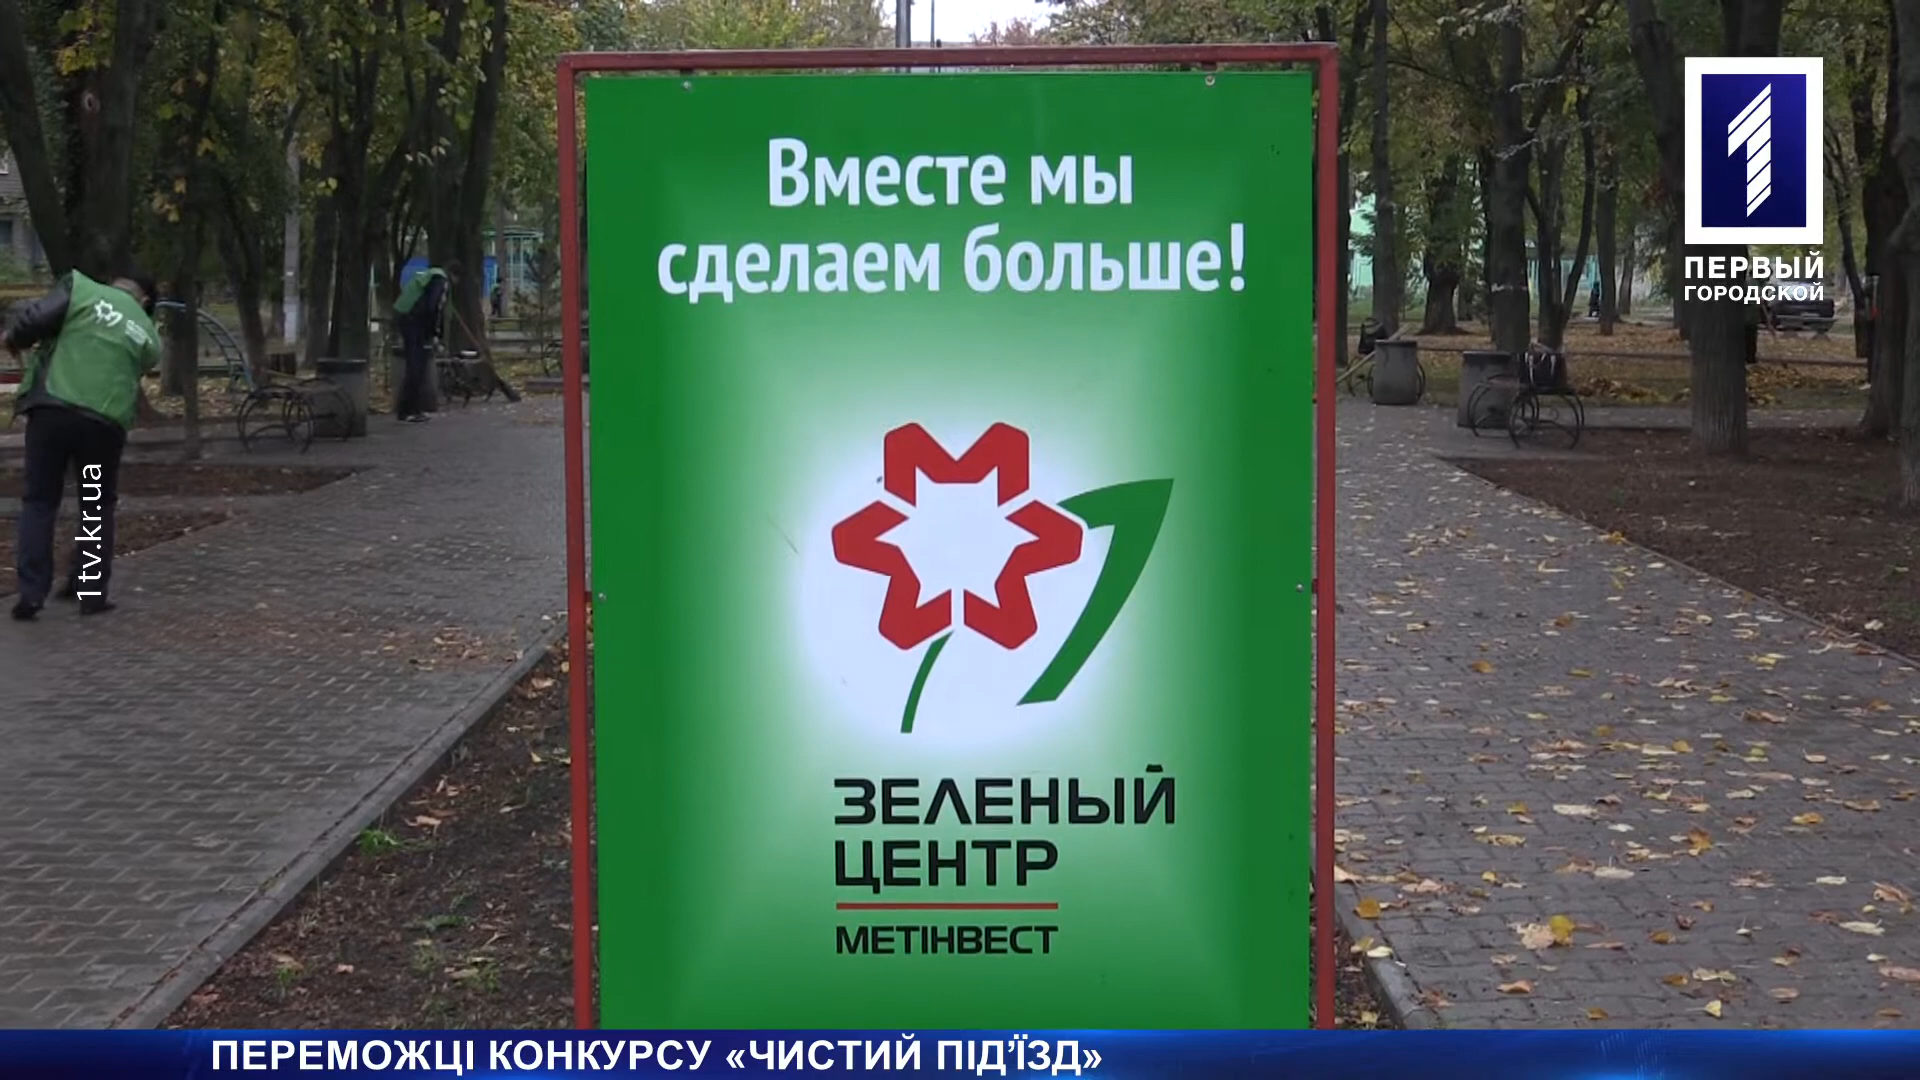 Вместе мы
сделаем больше!
ПЕРВЫЙ
ГОРОДСКОЙ
1tv.kr.ua
ЗЕЛЕНЫЙ
ЦЕНТР
МЕТІНВЕСТ
ПЕРЕМОЖЦІ КОНКУРСУ «ЧИСТИЙ ПІД’ЇЗД»